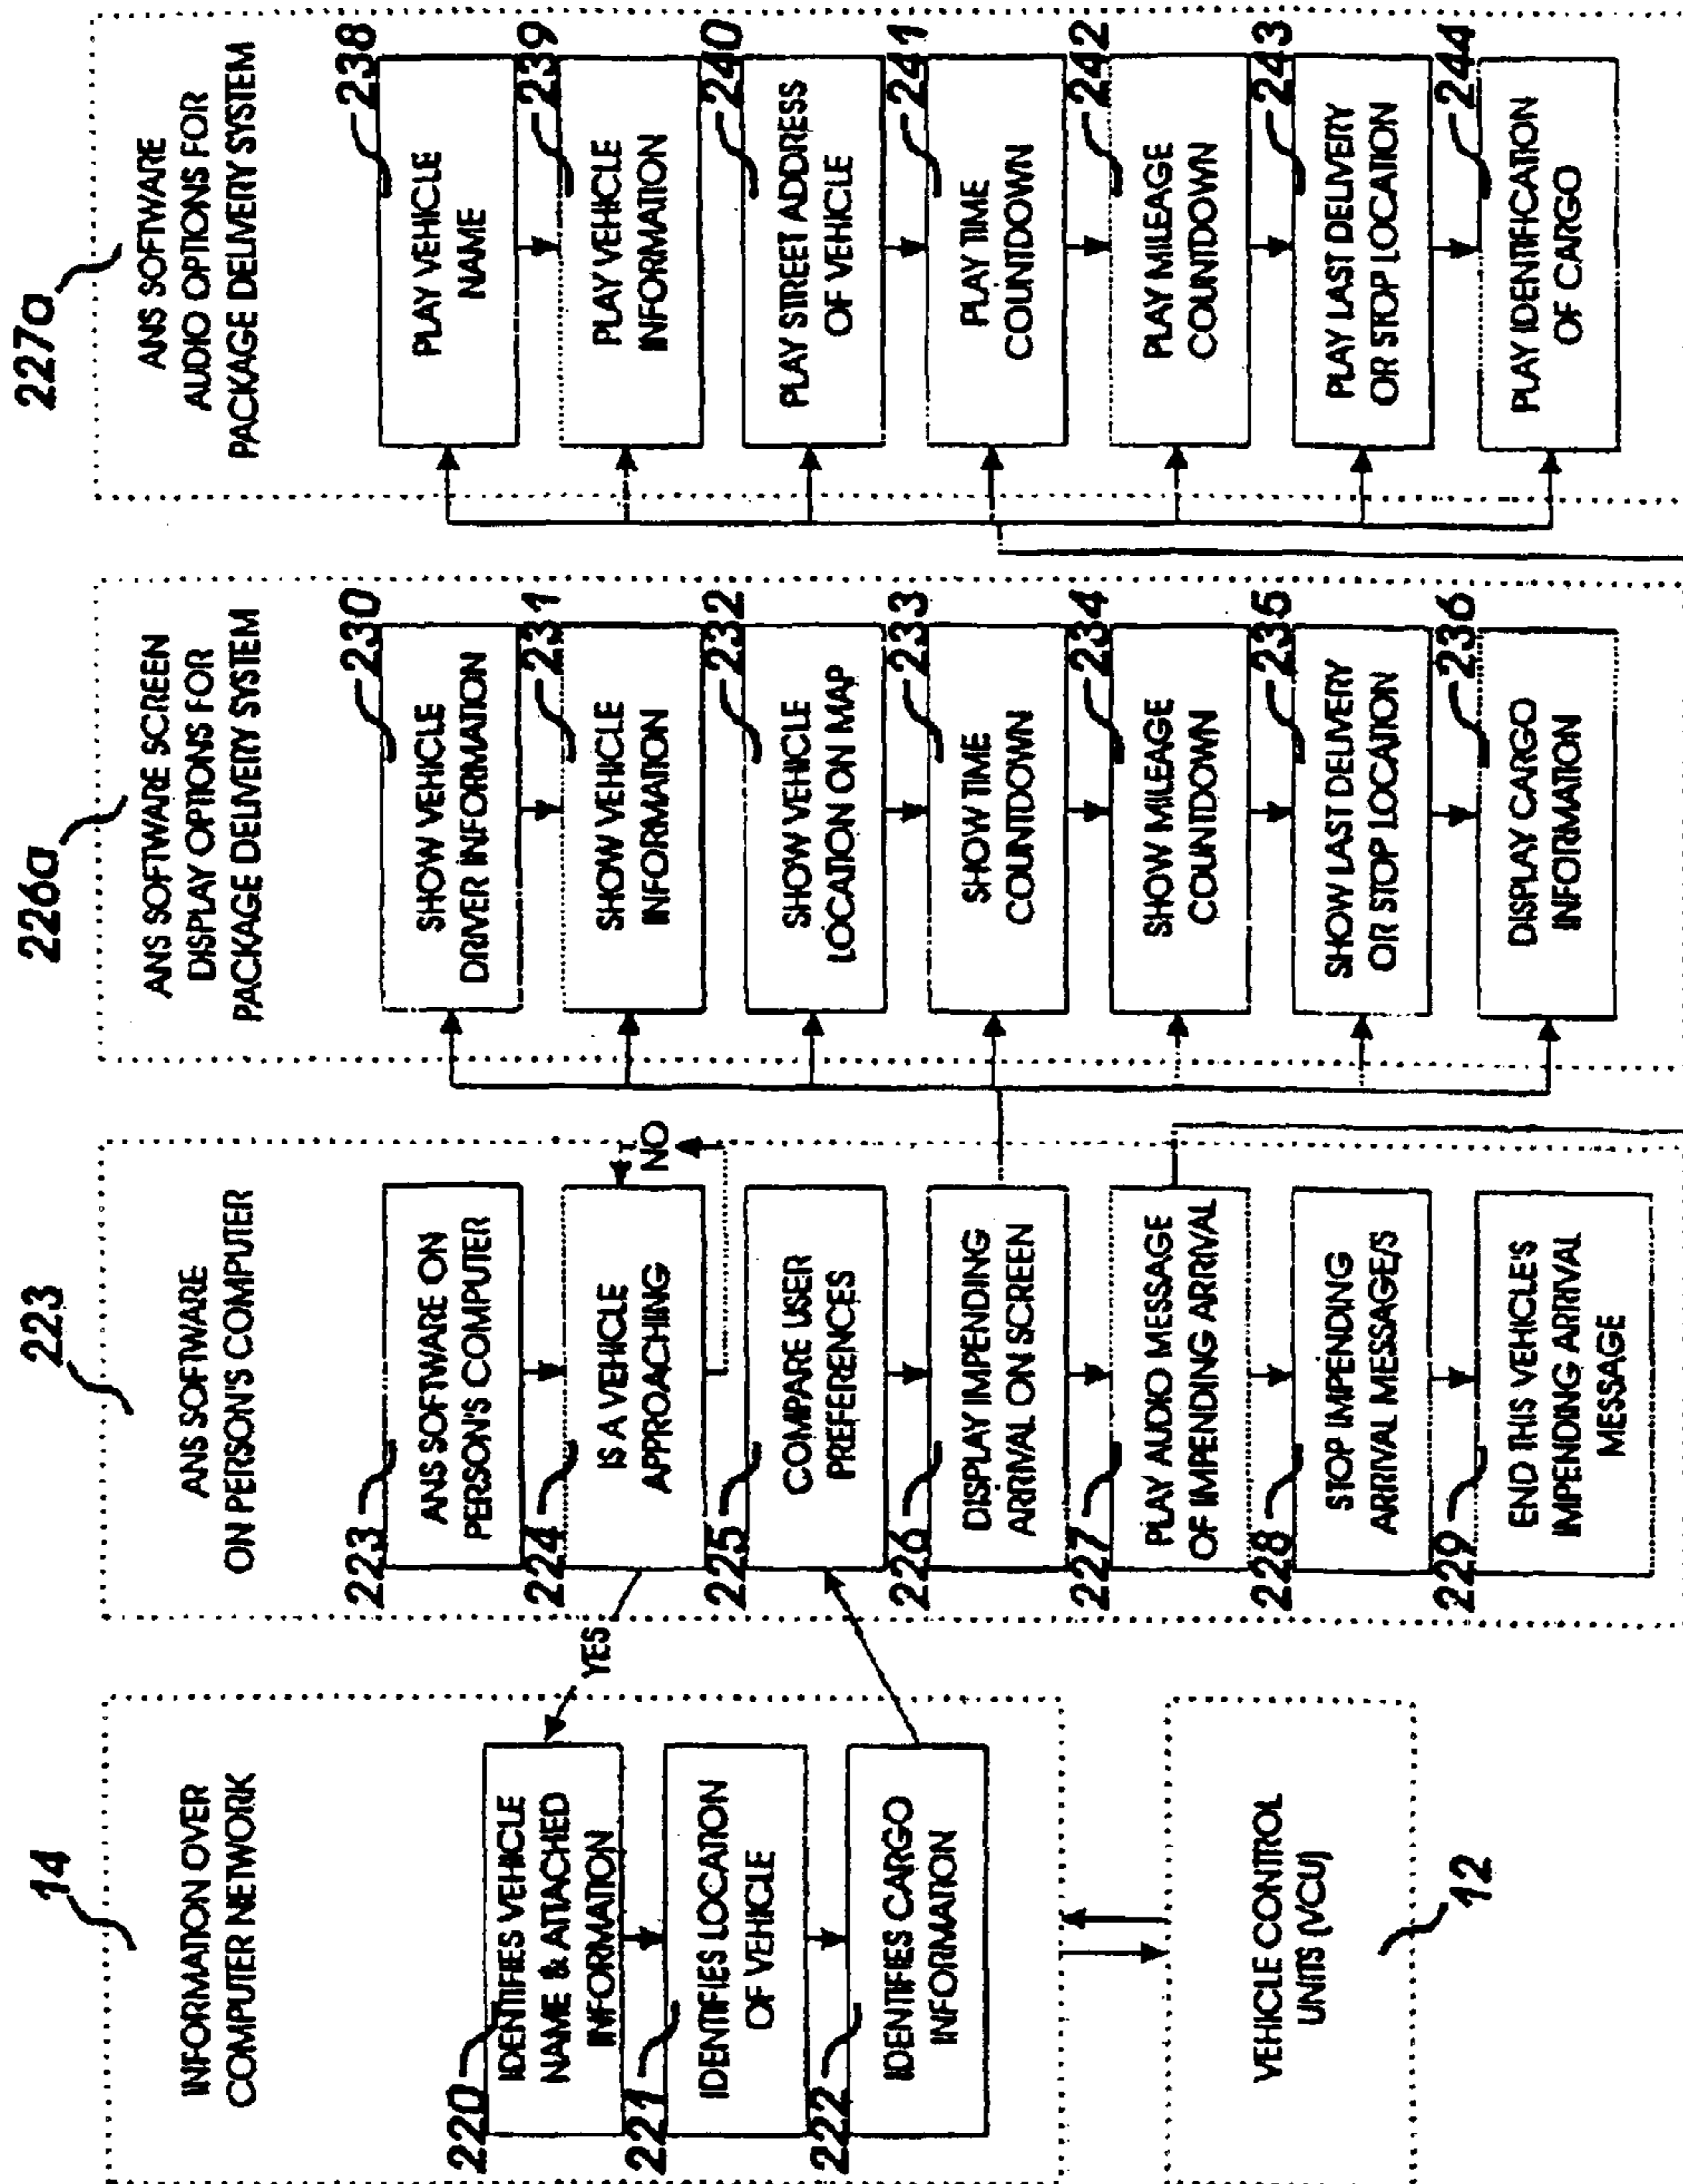 14
INFORMATION OVER
COMPUTER NETWORK
220
IDENTIFIES VEHICLE
NAME & ATTACHED
INFORMATION
221
IDENTIFIES LOCATION
OF VEHICLE
222
IDENTIFIES CARGO
INFORMATION
VEHICLE CONTROL
UNITS (VCU)
12
YES
223
ANS SOFTWARE
ON PERSON'S COMPUTER
223
ANS SOFTWARE ON
PERSON'S COMPUTER
224
IS A VEHICLE
APPROACHING
NO
225
COMPARE USER
PREFERENCES
226
DISPLAY IMPENDING
ARRIVAL ON SCREEN
227
PLAY AUDIO MESSAGE
OF IMPENDING ARRIVAL
228
STOP IMPENDING
ARRIVAL MESSAGE/S
229
END THIS VEHICLE'S
IMPENDING ARRIVAL
MESSAGE
226a
ANS SOFTWARE SCREEN
DISPLAY OPTIONS FOR
PACKAGE DELIVERY SYSTEM
230
SHOW VEHICLE
DRIVER INFORMATION
231
SHOW VEHICLE
INFORMATION
232
SHOW VEHICLE
LOCATION ON MAP
233
SHOW TIME
COUNTDOWN
234
SHOW MILEAGE
COUNTDOWN
235
SHOW LAST DELIVERY
OR STOP LOCATION
236
DISPLAY CARGO
INFORMATION
227a
ANS SOFTWARE
AUDIO OPTIONS FOR
PACKAGE DELIVERY SYSTEM
238
PLAY VEHICLE
NAME
239
PLAY VEHICLE
INFORMATION
240
PLAY STREET ADDRESS
OF VEHICLE
241
PLAY TIME
COUNTDOWN
242
PLAY MILEAGE
COUNTDOWN
243
PLAY LAST DELIVERY
OR STOP LOCATION
244
PLAY IDENTIFICATION
OF CARGO